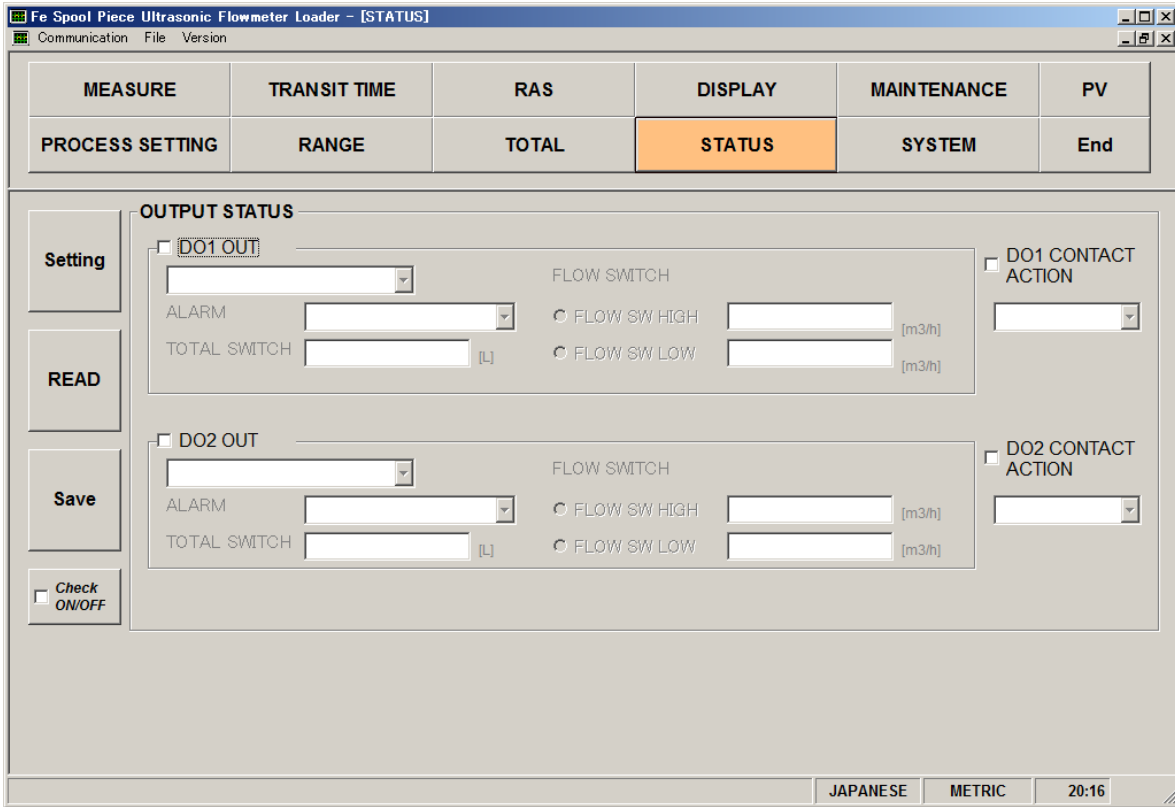 Fe Spool Piece Ultrasonic Flowmeter Loader - [STATUS]
Communication File Version
MEASURE TRANSIT TIME RAS DISPLAY MAINTENANCE PV
PROCESS SETTING RANGE TOTAL STATUS SYSTEM End
Setting
READ
Save
Check
ON/OFF
OUTPUT STATUS
DO1 OUT
FLOW SWITCH
ALARM
FLOW SW HIGH [m3/h]
TOTAL SWITCH [L]
FLOW SW LOW [m3/h]
DO1 CONTACT
ACTION
DO2 OUT
FLOW SWITCH
ALARM
FLOW SW HIGH [m3/h]
TOTAL SWITCH [L]
FLOW SW LOW [m3/h]
DO2 CONTACT
ACTION
JAPANESE METRIC 20:16